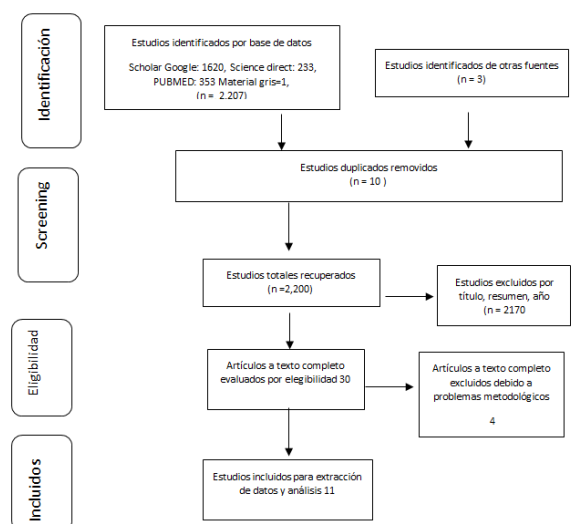 Identificación
Estudios identificados por base de datos
Scholar Google: 1620, Science direct: 233,
PUBMED: 353 Material gris=1,
(n = 2.207)
Estudios identificados de otras fuentes
(n = 3)
Estudios duplicados removidos
(n = 10 )
Screening
Estudios totales recuperados
(n =2,200)
Estudios excluidos por
título, resumen, año
(n = 2170
Eligibilidad
Artículos a texto completo
evaluados por elegibilidad 30
Artículos a texto completo
excluidos debido a
problemas metodológicos
4
Incluidos
Estudios incluidos para extracción
de datos y análisis 11